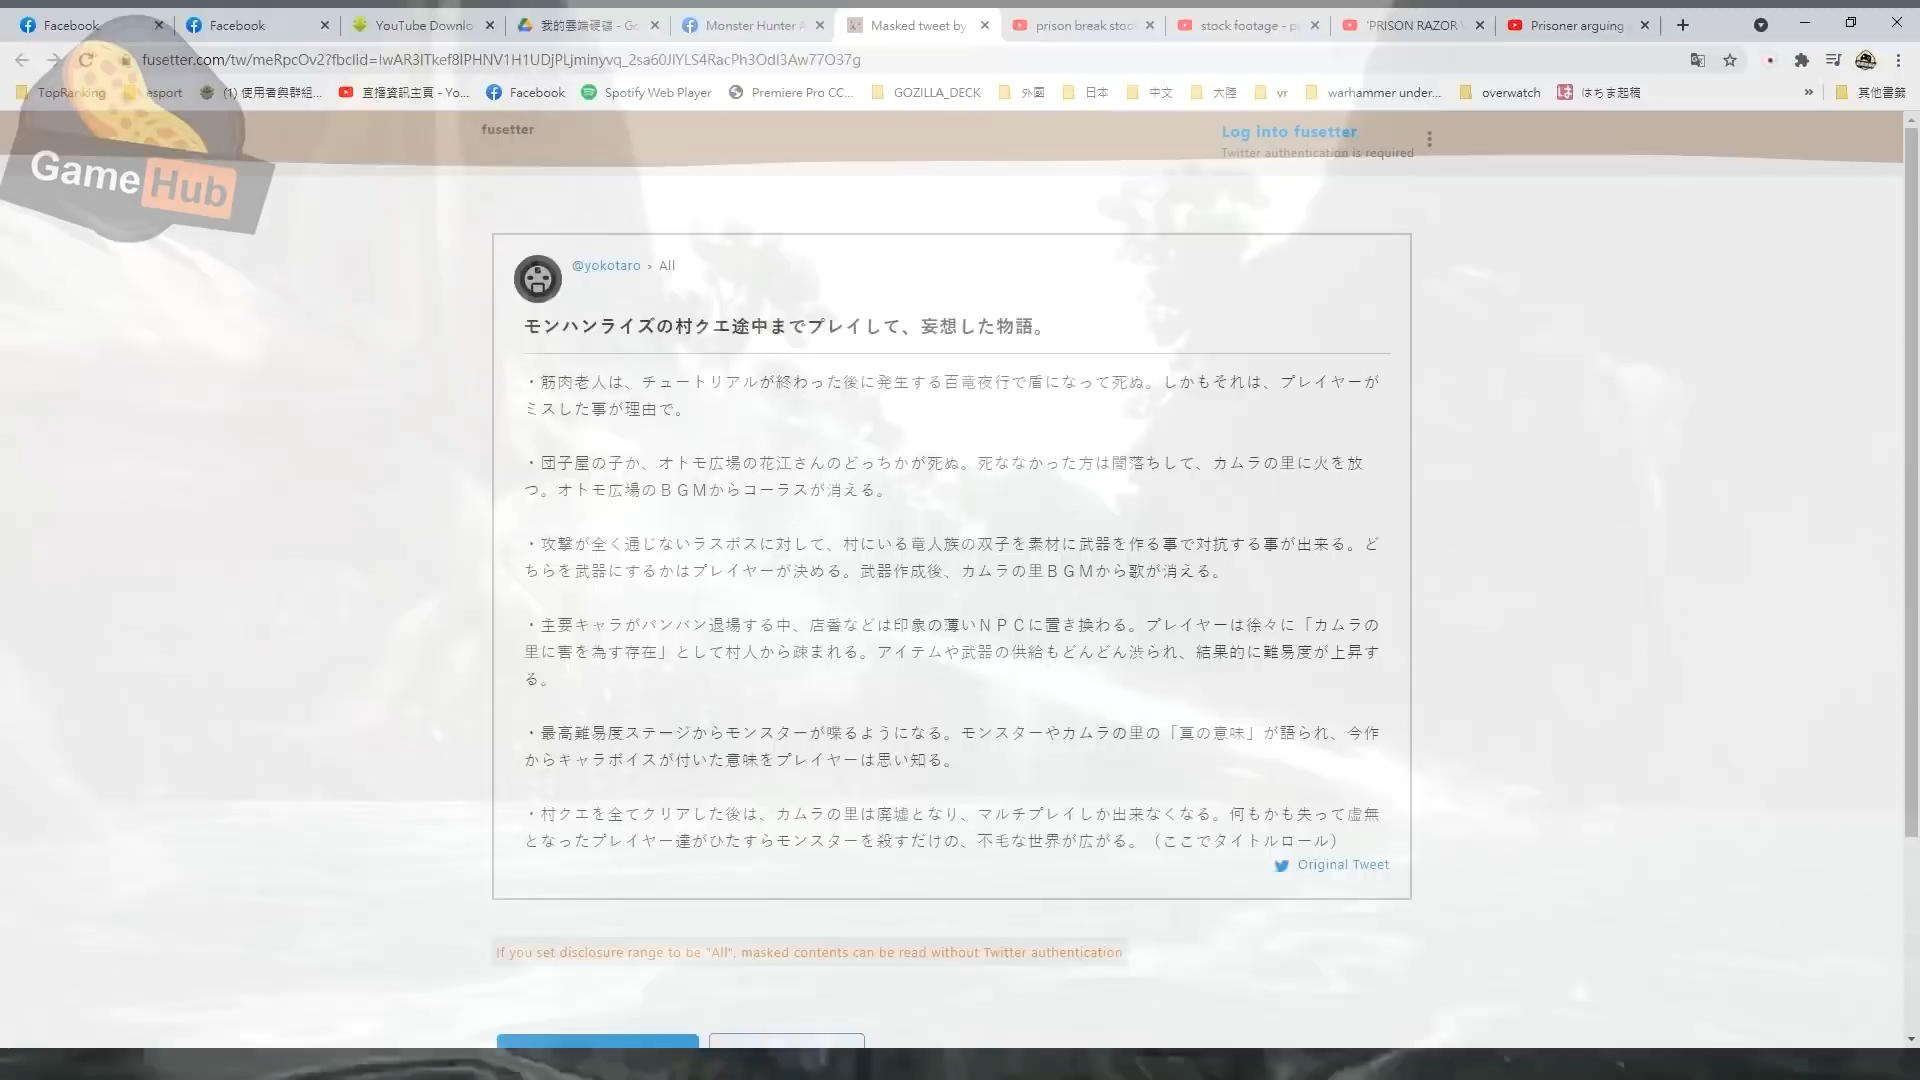 Facebook
Facebook
YouTube Downlo
我的雲端硬碟 - Go
Monster Hunter
Masked tweet by
prison break stoc
stock footage - p
'PRISON RAZOR
Prisoner arguing
fusetter.com/tw/meRpcOv2?fbclid=
TopRanking
esport
(1) 使用者與群組...
直播資訊主頁 - Yo...
Facebook
Spotify Web Player
Premiere Pro CC...
GOZILLA_DECK
外國
日本
中文
大陸
vr
warhammer under...
overwatch
はちま起稿
其他書籤
fusetter
Log into fusetter
Twitter authentication is required
Game Hub
@yokotaro › All
モンハンライズの村クエ途中までプレイして、妄想した物語。
・筋肉老人は、チュートリアルが終わった後に発生する百竜夜行で盾になって死ぬ。しかもそれは、プレイヤーが
ミスした事が理由で。
・団子屋の子か、オトモ広場の花江さんのどっちかが死ぬ。死ななかった方は闇落ちして、カムラの里に火を放
つ。オトモ広場のBGMからコーラスが消える。
・攻撃が全く通じないラスボスに対して、村にいる竜人族の双子を素材に武器を作る事で対抗する事が出来る。ど
ちらを武器にするかはプレイヤーが決める。武器作成後、カムラの里BGMから歌が消える。
・主要キャラがバンバン退場する中、店番などは印象の薄いNPCに置き換わる。プレイヤーは徐々に「カムラの
里に害を為す存在」として村人から疎まれる。アイテムや武器の供給もどんどん渋られ、結果的に難易度が上昇す
る。
・最高難易度ステージからモンスターが喋るようになる。モンスターやカムラの里の「真の意味」が語られ、今作
からキャラボイスが付いた意味をプレイヤーは思い知る。
・村クエを全てクリアした後は、カムラの里は廃墟となり、マルチプレイしか出来なくなる。何もかも失って虚無
となったプレイヤー達がひたすらモンスターを殺すだけの、不毛な世界が広がる。（ここでタイトルロール）
Original Tweet
If you set disclosure range to be "All", masked contents can be read without Twitter authentication